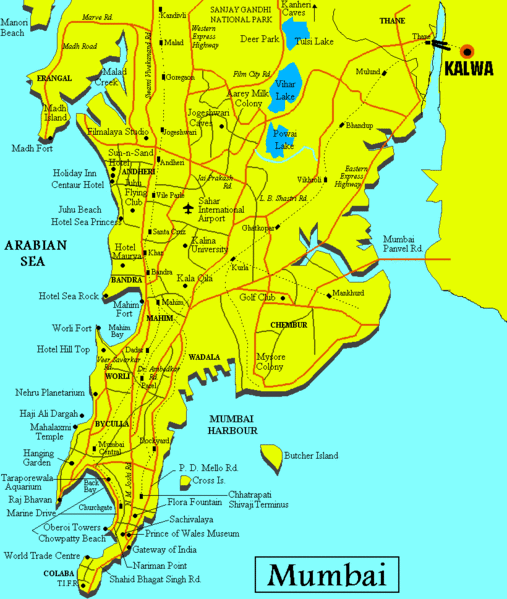 Manori
Beach
Marve Rd.
Kandivli
SANJAY GANDHI
NATIONAL PARK
Kanheri
Caves
THANE
Western
Express
Highway
Deer Park
Tulsi Lake
Thane
KALWA
Madh Road
Malad
Swami Vivekanand Rd.
ERANGAL
Malad
Creek
Goregaon
Film City Rd.
Mulund
Vihar
Lake
Aarey Milk
Colony
Madh
Island
Jogeshwari
Caves
Filmalaya Studio
Jogeshwari
Powai
Lake
Bhandup
Madh Fort
Sun-n-Sand
Hotel
Andheri
Holiday Inn
ANDHERI
Centaur Hotel
Juhu
Flying
Club
Jai Prakash
Rd.
Vikhroli
Eastern
Express
Highway
Vile Parle
L. B. Shastri Rd.
Juhu Beach
Sahar
International
Airport
Hotel Sea Princess
Santa Cruz
Ghatkopar
ARABIAN
SEA
Hotel
Maurya
Kalina
University
Mumbai
Panvel Rd.
Khar
Kurla
BANDRA
Bandra
Kala Qila
Hotel Sea Rock
Mahim
Fort
Mahim
Golf Club
Mankhurd
MAHIM
CHEMBUR
Worli Fort
Mahim
Bay
Hotel Hill Top
Dadar
WADALA
Mysore
Colony
Veer Savarkar
Rd.
Dr. Ambedkar
Rd.
WORLI
Parel
Nehru Planetarium
Haji Ali Dargah
BYCULLA
MUMBAI
HARBOUR
Mahalaxmi
Temple
Mumbai
Central
Dockyard
Hanging
Garden
Butcher Island
P. D. Mello Rd.
Taraporewala
Aquarium
Back
Bay
Cross Is.
Raj Bhavan
Chhatrapati
Shivaji Terminus
Marine Drive
Churchgate
Flora Fountain
Oberoi Towers
Sachivalaya
Chowpatty Beach
Prince of Wales Museum
World Trade Centre
Gateway of India
Nariman Point
COLABA
T.I.F.R
Shahid Bhagat Singh Rd.
Mumbai